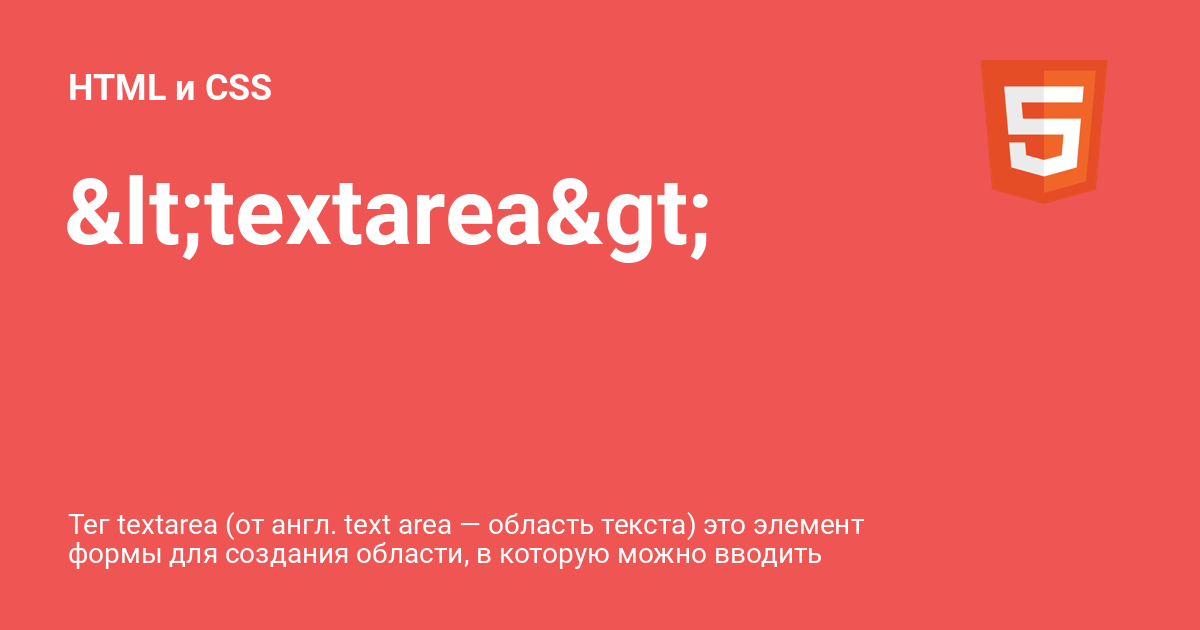 HTML и CSS
&lt;textarea&gt;
Тег textarea (от англ. text area — область текста) это элемент
формы для создания области, в которую можно вводить